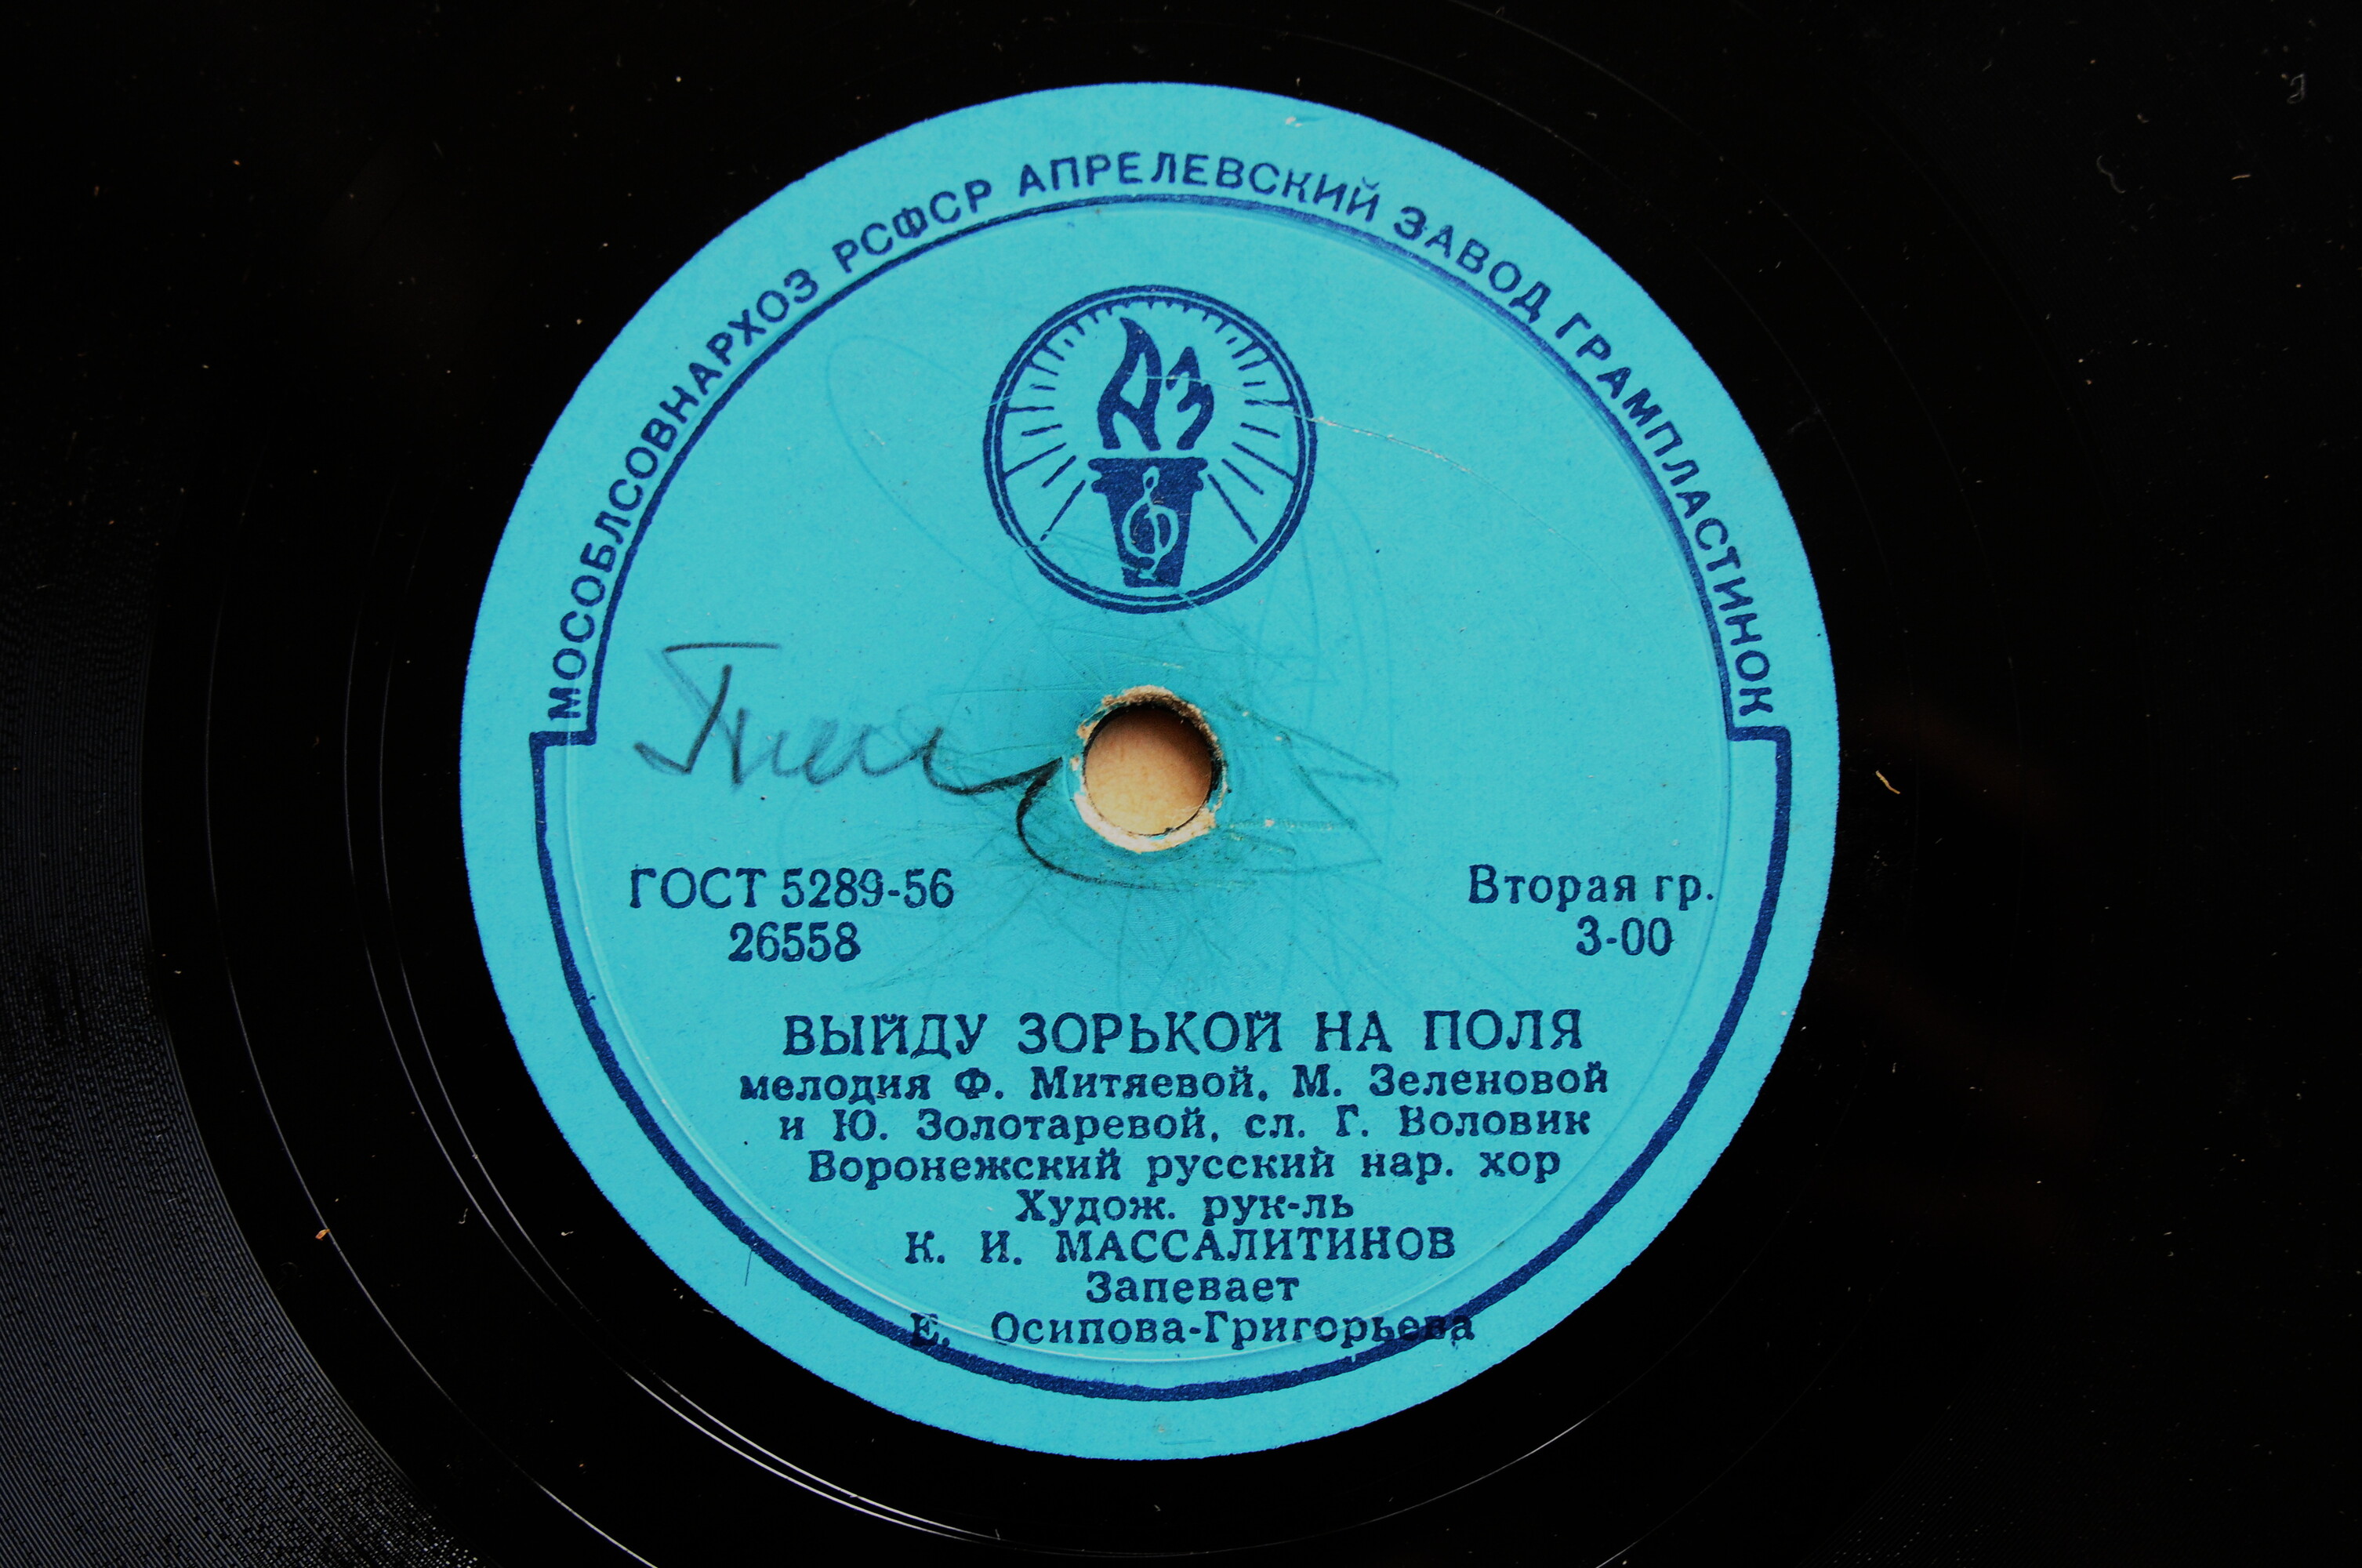 МОСОБЛСОВНАРХОЗ РСФСР АПРЕЛЕВСКИЙ ЗАВОД ГРАМПЛАСТИНОК
ГОСТ 5289-56
26558
Вторая гр.
3-00
ВЫЙДУ ЗОРЬКОЙ НА ПОЛЯ
мелодия Ф. Митяевой, М. Зеленовой
и Ю. Золотаревой, сл. Г. Воловик
Воронежский русский нар. хор
Худож. рук-ль
К. И. МАССАЛИТИНОВ
Запевает
Е. Осипова-Григорьева